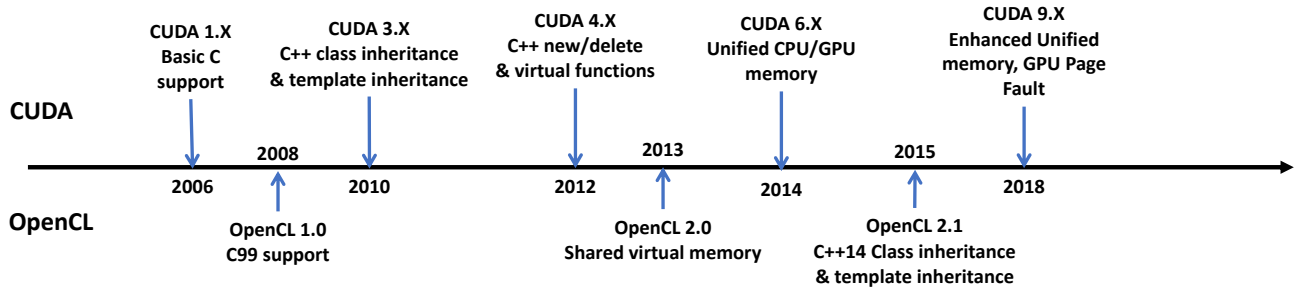 CUDA 1.X
Basic C
support
CUDA 3.X
C++ class inheritance
& template inheritance
CUDA 4.X
C++ new/delete
& virtual functions
CUDA 6.X
Unified CPU/GPU
memory
CUDA 9.X
Enhanced Unified
memory, GPU Page
Fault
CUDA
2008
2013
2015
2006
2010
2012
2014
2018
OpenCL
OpenCL 1.0
C99 support
OpenCL 2.0
Shared virtual memory
OpenCL 2.1
C++14 Class inheritance
& template inheritance